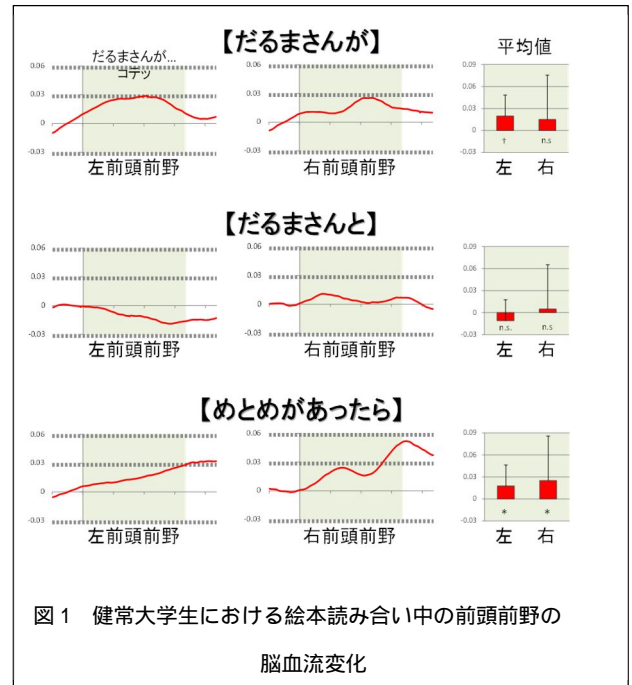 【だるまさんが】
平均値
だるまさんが...
コテッ
0.06
0.03
0
-0.03
左前頭前野
0.06
0.03
0
-0.03
右前頭前野
0.09
0.06
0.03
0
-0.03
† n.s
左 右
【だるまさんと】
0.06
0.03
0
-0.03
左前頭前野
0.06
0.03
0
-0.03
右前頭前野
0.09
0.06
0.03
0
-0.03
n.s. n.s
左 右
【めとめがあったら】
0.06
0.03
0
-0.03
左前頭前野
0.06
0.03
0
-0.03
右前頭前野
0.09
0.06
0.03
0
-0.03
* *
左 右
図1 健常大学生における絵本読み合い中の前頭前野の
脳血流変化